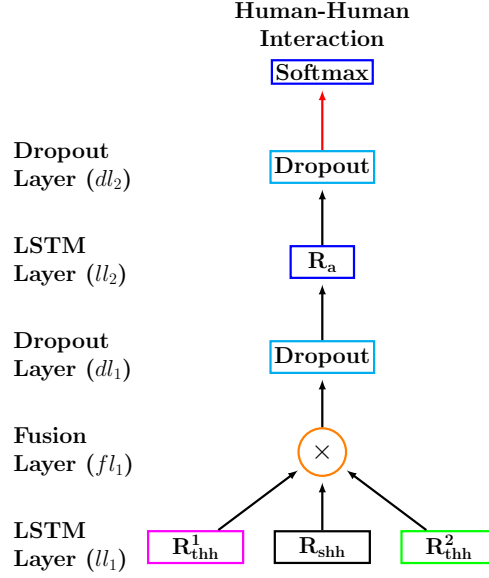 Human-Human
Interaction
Softmax
Dropout
Layer (dl₂)
Dropout
LSTM
Layer (ll₂)
Rₐ
Dropout
Layer (dl₁)
Dropout
Fusion
Layer (fl₁)
×
LSTM
Layer (ll₁)
R¹thh
Rshh
R²thh